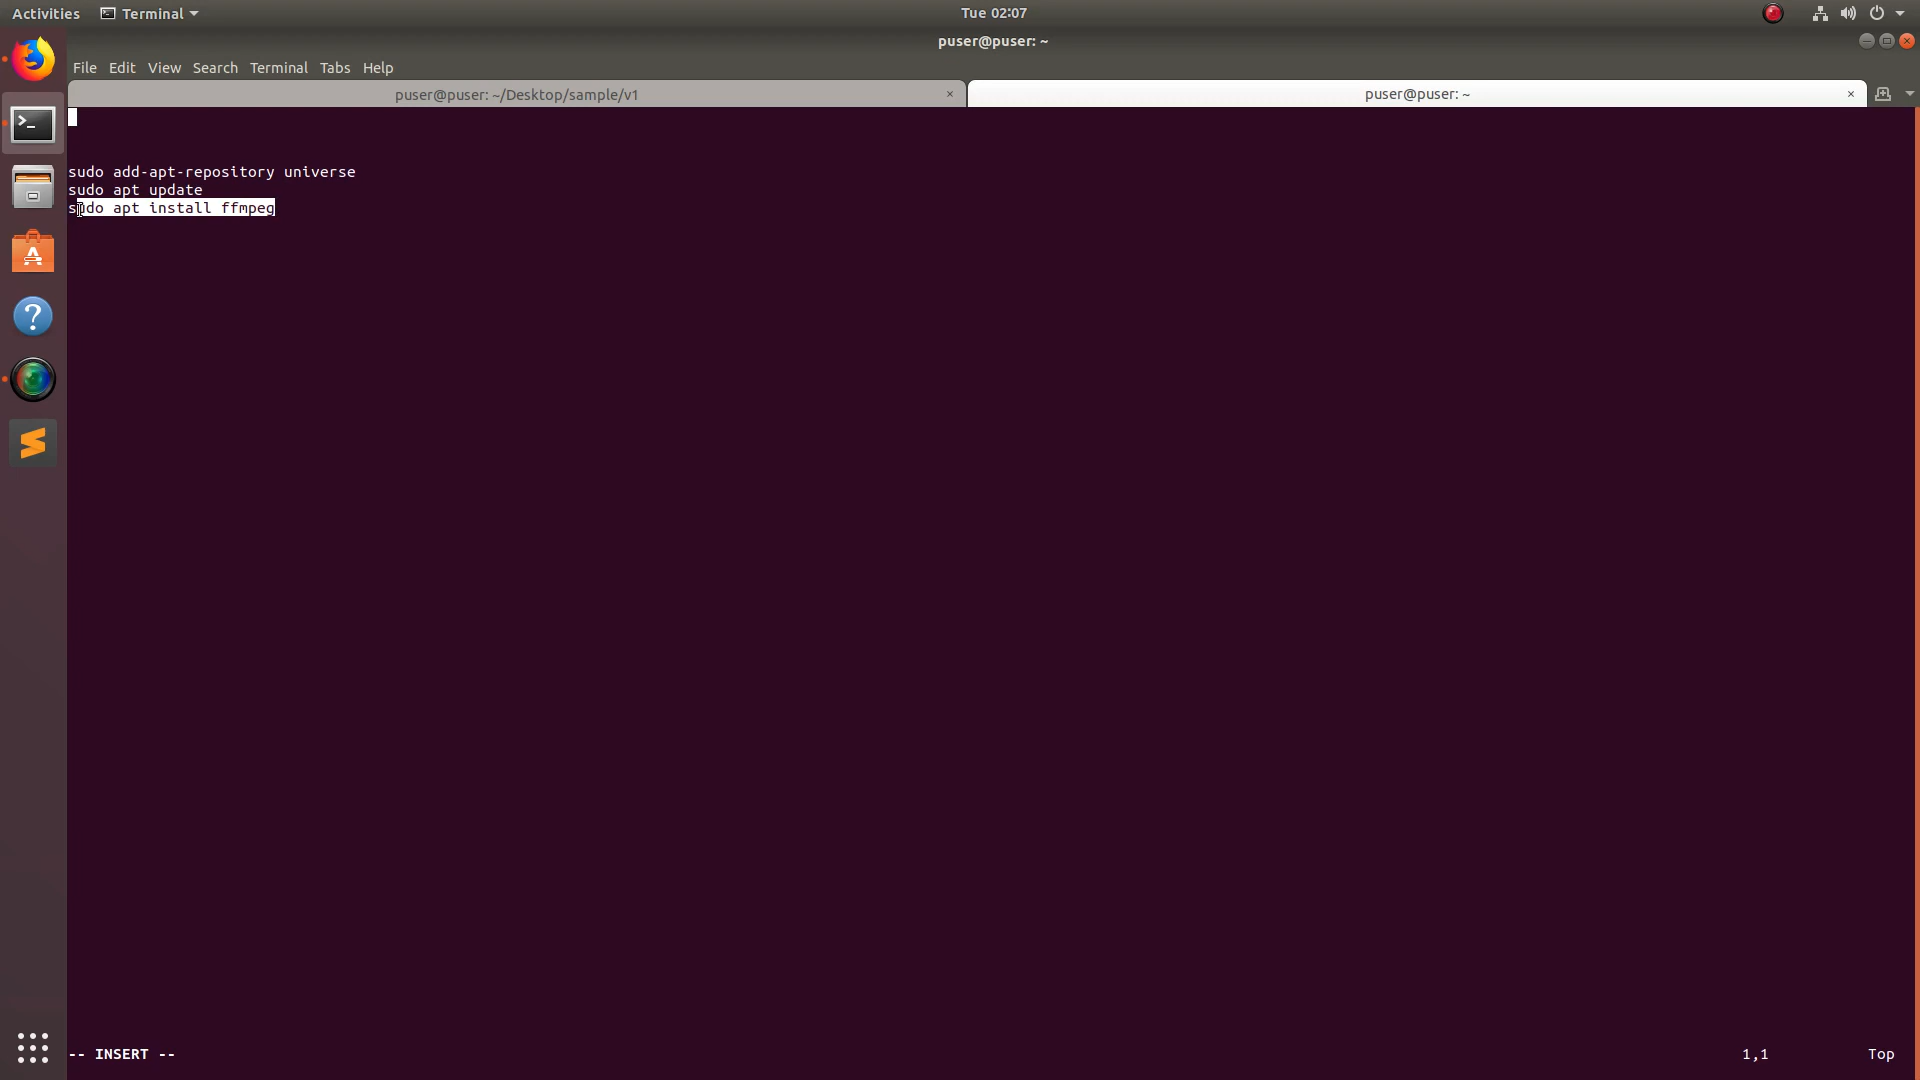 Activities Terminal Tue 02:07
puser@puser: ~
File Edit View Search Terminal Tabs Help
puser@puser: ~/Desktop/sample/v1 × puser@puser: ~ ×
sudo add-apt-repository universe
sudo apt update
sudo apt install ffmpeg
-- INSERT -- 1,1 Top